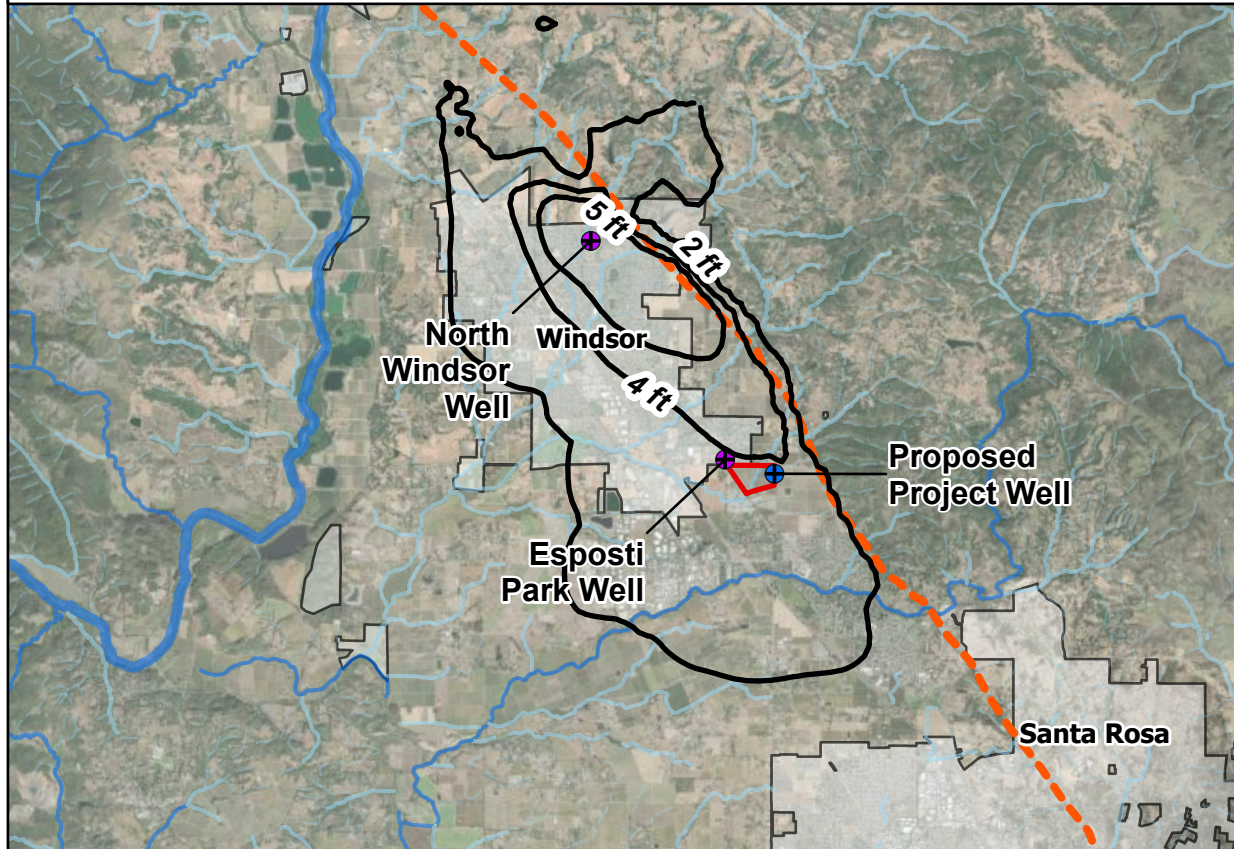 5 ft
2 ft
North
Windsor
Well
Windsor
4 ft
Proposed
Project Well
Esposti
Park Well
Santa Rosa